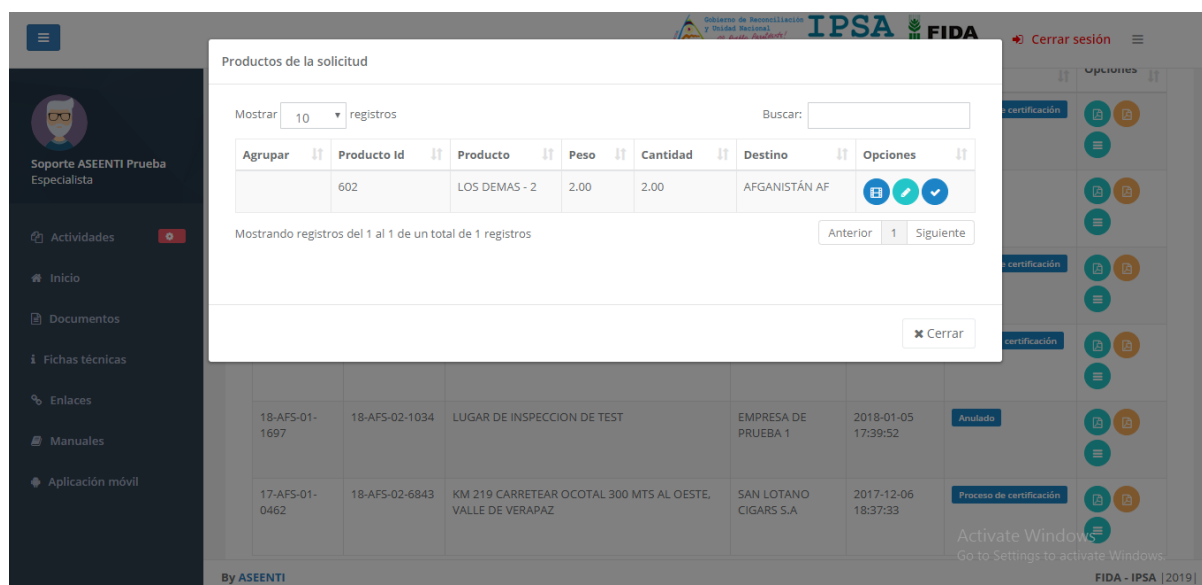 Gobierno de Reconciliación
y Unidad Nacional
El Pueblo, Presidente!
IPSA
FIDA
Cerrar sesión
Productos de la solicitud
Opciones
Mostrar 10 registros
Buscar:
Agrupar Producto Id Producto Peso Cantidad Destino Opciones
602 LOS DEMAS - 2 2.00 2.00 AFGANISTÁN AF
Mostrando registros del 1 al 1 de un total de 1 registros
Anterior 1 Siguiente
Cerrar
Soporte ASEENTI Prueba
Especialista
Actividades
Inicio
Documentos
Fichas técnicas
Enlaces
Manuales
Aplicación móvil
e certificación
e certificación
certificación
18-AFS-01-
1697
18-AFS-02-1034
LUGAR DE INSPECCION DE TEST
EMPRESA DE
PRUEBA 1
2018-01-05
17:39:52
Anulado
17-AFS-01-
0462
18-AFS-02-6843
KM 219 CARRETEAR OCOTAL 300 MTS AL OESTE,
VALLE DE VERAPAZ
SAN LOTANO
CIGARS S.A
2017-12-06
18:37:33
Proceso de certificación
Activate Windows
Go to Settings to activate Windows.
By ASEENTI
FIDA - IPSA |2019|